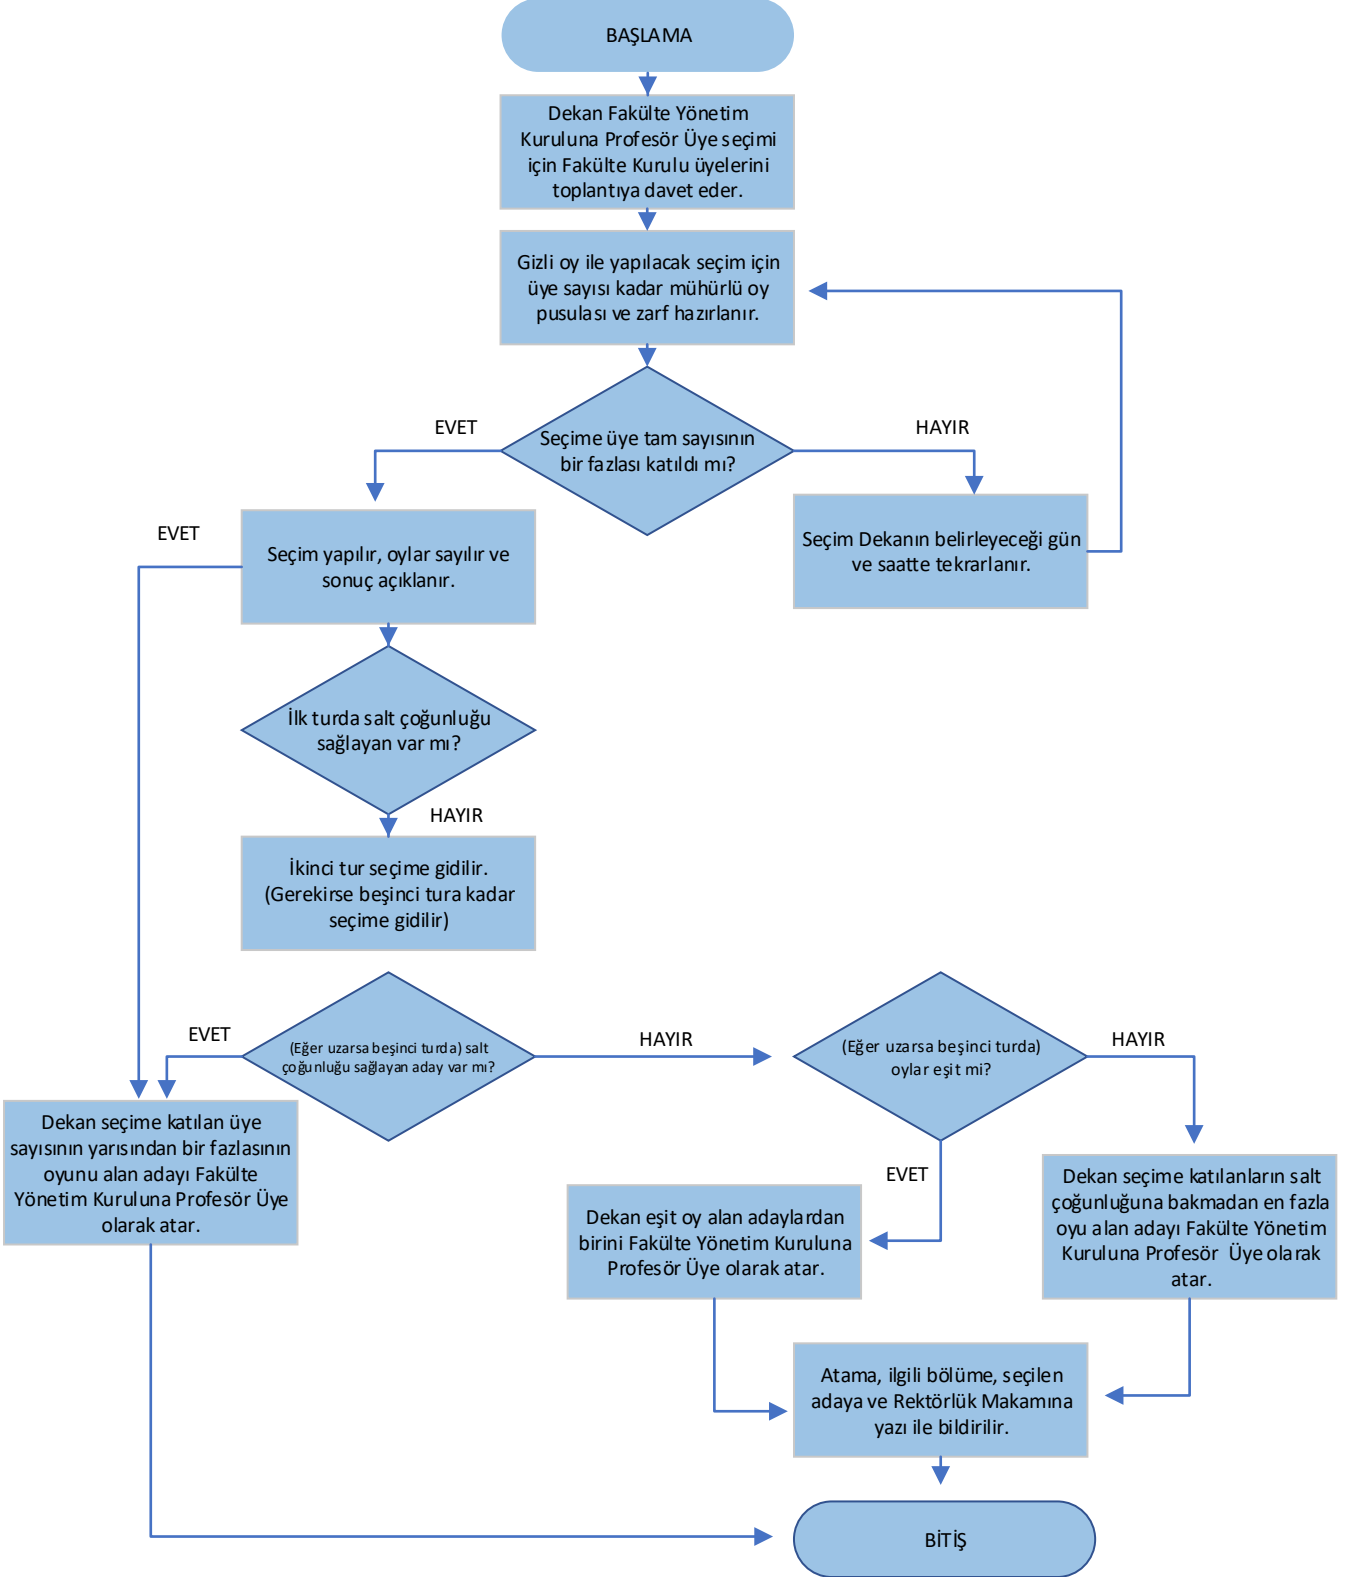 BAŞLAMA
Dekan Fakülte Yönetim
Kuruluna Profesör Üye seçimi
için Fakülte Kurulu üyelerini
toplantıya davet eder.
Gizli oy ile yapılacak seçim için
üye sayısı kadar mühürlü oy
pusulası ve zarf hazırlanır.
EVET
HAYIR
Seçime üye tam sayısının
bir fazlası katıldı mı?
EVET
Seçim yapılır, oylar sayılır ve
sonuç açıklanır.
Seçim Dekanın belirleyeceği gün
ve saatte tekrarlanır.
İlk turda salt çoğunluğu
sağlayan var mı?
HAYIR
İkinci tur seçime gidilir.
(Gerekirse beşinci tura kadar
seçime gidilir)
EVET
(Eğer uzarsa beşinci turda) salt
çoğunluğu sağlayan aday var mı?
HAYIR
(Eğer uzarsa beşinci turda)
oylar eşit mi?
HAYIR
EVET
Dekan seçime katılan üye
sayısının yarısından bir fazlasının
oyunu alan adayı Fakülte
Yönetim Kuruluna Profesör Üye
olarak atar.
Dekan eşit oy alan adaylardan
birini Fakülte Yönetim Kuruluna
Profesör Üye olarak atar.
Dekan seçime katılanların salt
çoğunluğuna bakmadan en fazla
oyu alan adayı Fakülte Yönetim
Kuruluna Profesör Üye olarak
atar.
Atama, ilgili bölüme, seçilen
adaya ve Rektörlük Makamına
yazı ile bildirilir.
BİTİŞ